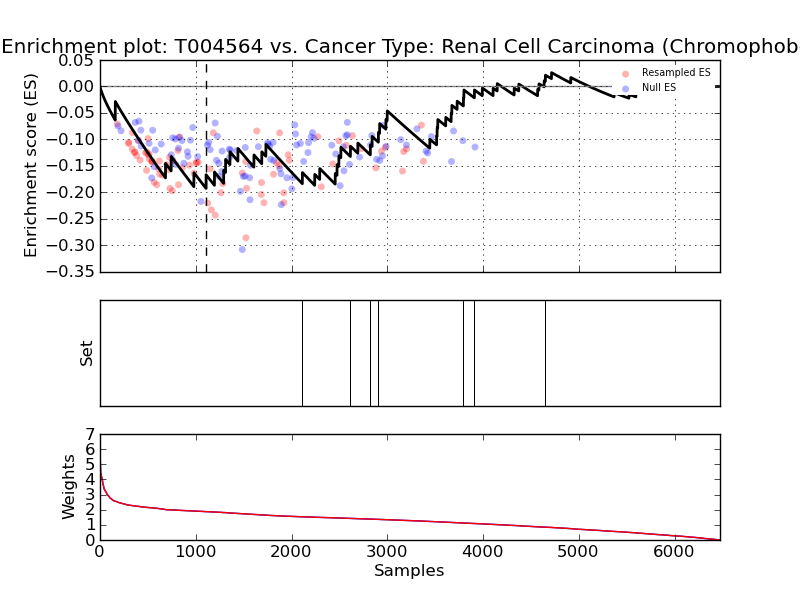 Enrichment plot: T004564 vs. Cancer Type: Renal Cell Carcinoma (Chromophob
Enrichment score (ES)
0.05
0.00
−0.05
−0.10
−0.15
−0.20
−0.25
−0.30
−0.35
Resampled ES
Null ES
Set
Weights
7
6
5
4
3
2
1
0
0 1000 2000 3000 4000 5000 6000
Samples